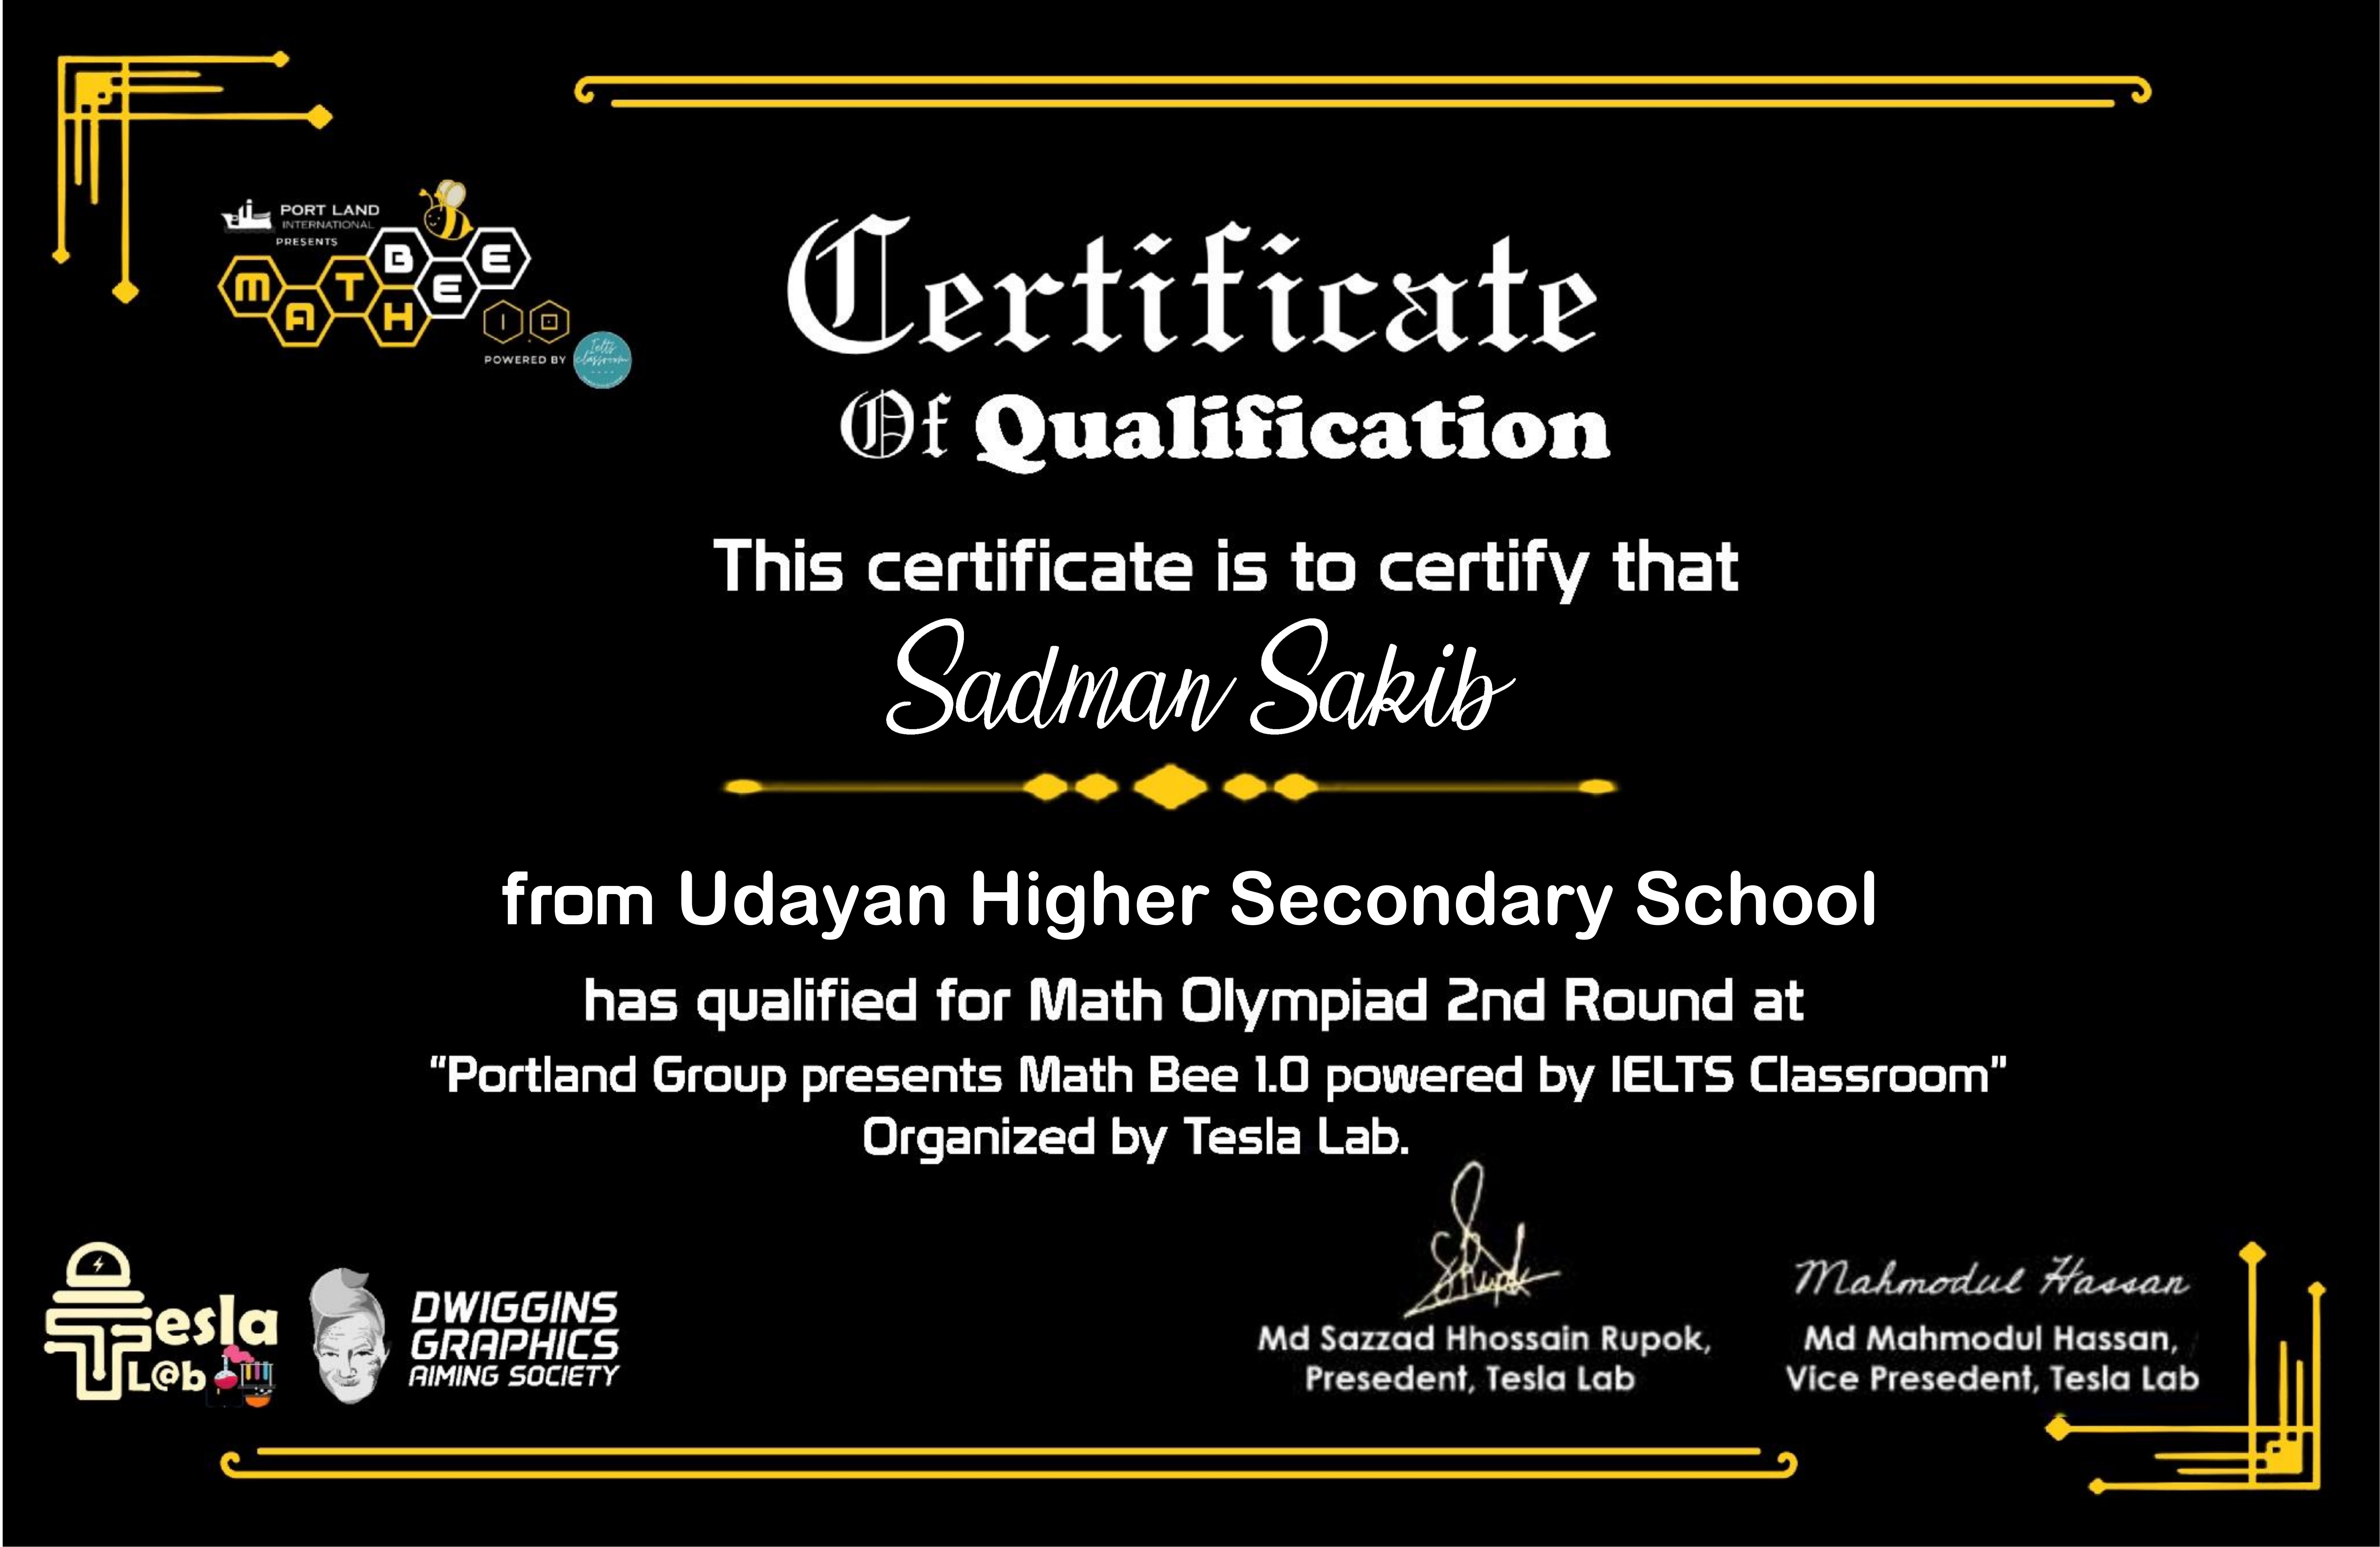 PORT LAND
INTERNATIONAL
PRESENTS
MATH BEE
1.0
POWERED BY
Ielts
classroom
Certificate
Of Qualification
This certificate is to certify that
Sadman Sakib
from Udayan Higher Secondary School
has qualified for Math Olympiad 2nd Round at
“Portland Group presents Math Bee 1.0 powered by IELTS Classroom”
Organized by Tesla Lab.
Tesla
L@b
DWIGGINS
GRAPHICS
AIMING SOCIETY
Md Sazzad Hhossain Rupok,
Presedent, Tesla Lab
Mahmodul Hassan
Md Mahmodul Hassan,
Vice Presedent, Tesla Lab